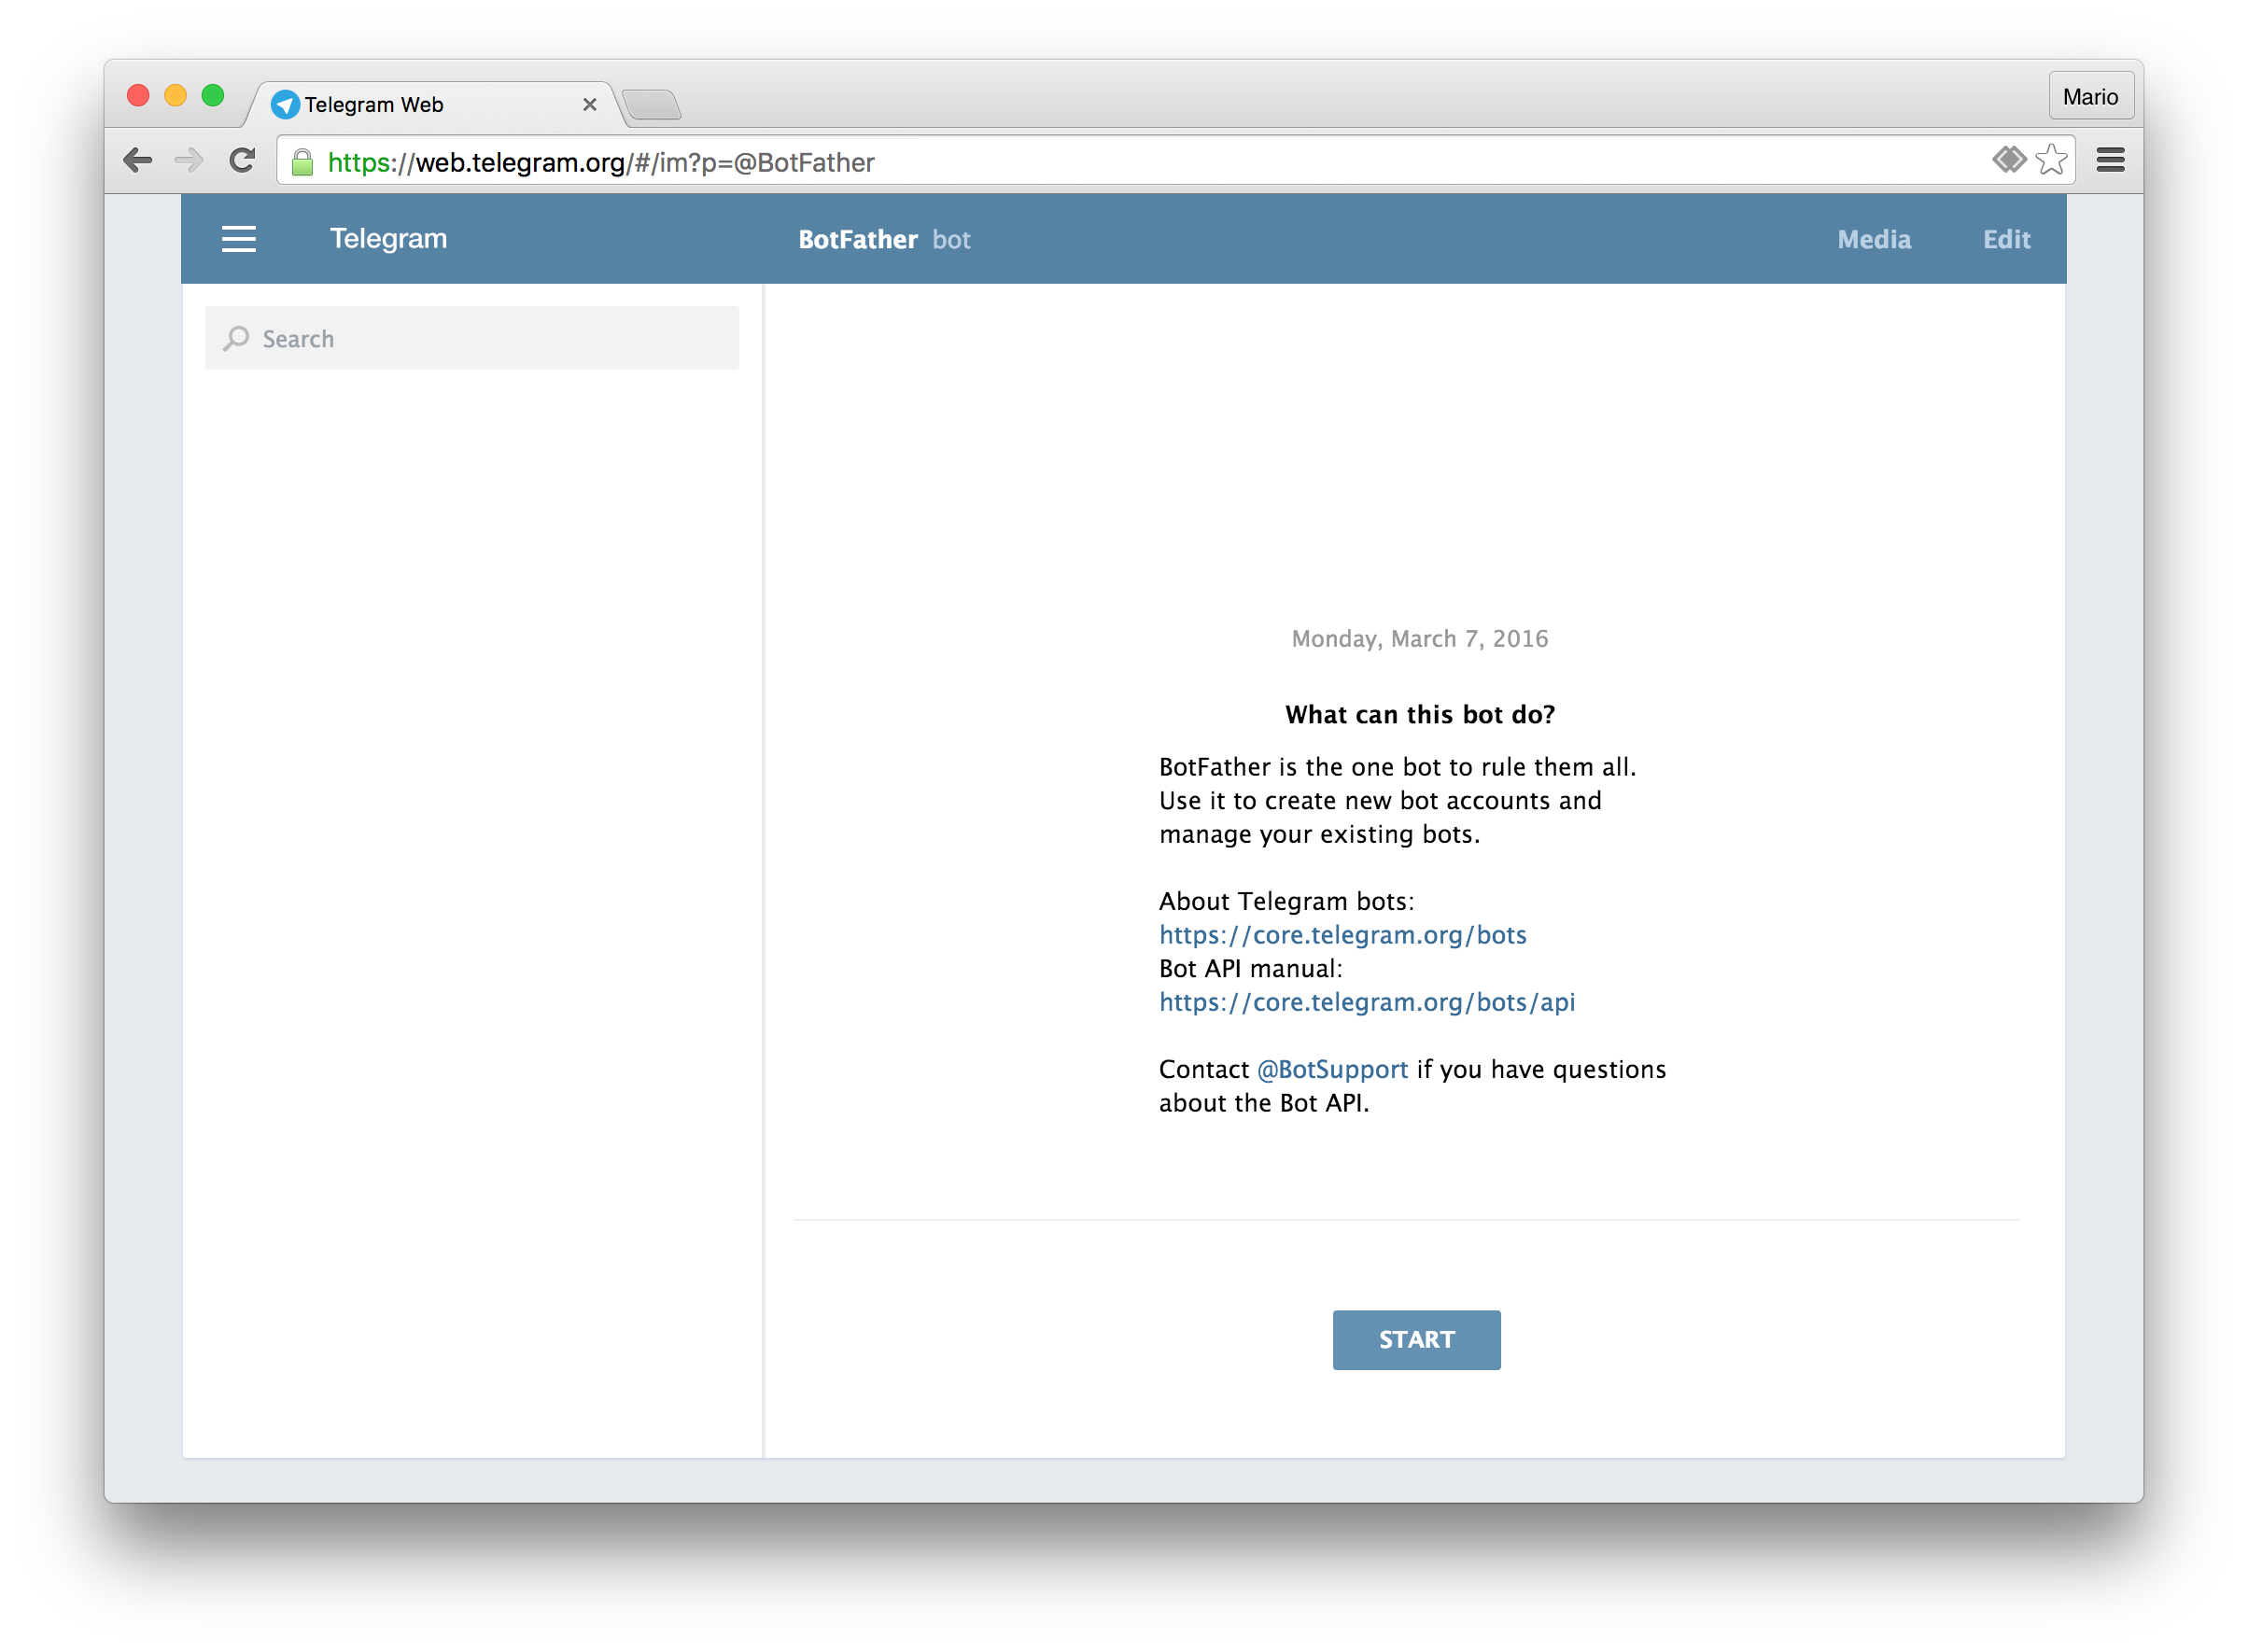 Telegram Web
Mario
https://web.telegram.org/#/im?p=@BotFather
Telegram
BotFather bot
Media
Edit
Search
Monday, March 7, 2016
What can this bot do?
BotFather is the one bot to rule them all.
Use it to create new bot accounts and
manage your existing bots.
About Telegram bots:
https://core.telegram.org/bots
Bot API manual:
https://core.telegram.org/bots/api
Contact @BotSupport if you have questions
about the Bot API.
START